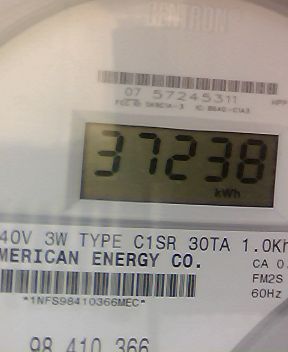 07 57245311
37238
kWh
40V 3W TYPE C1SR 30TA 1.0Kh
MERICAN ENERGY CO.
CA 0.
FM2S
60Hz
*1NFS98410366MEC*
98 410 366